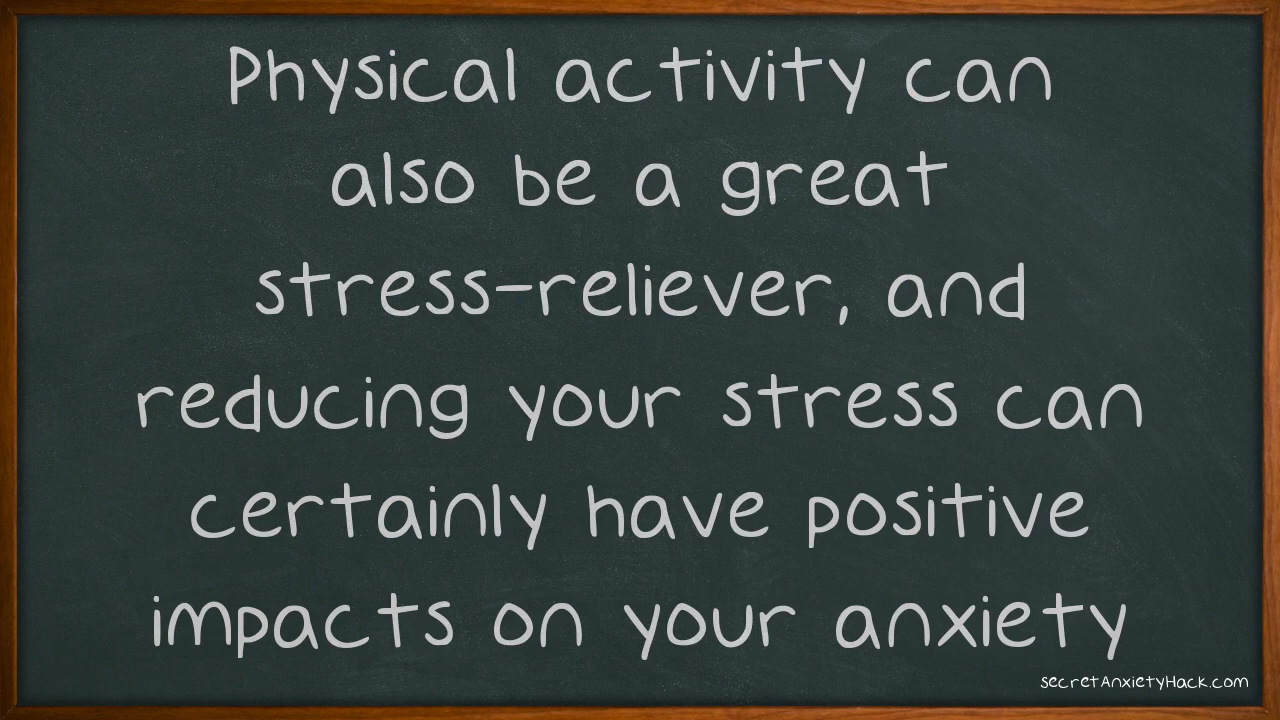 Physical activity can
also be a great
stress-reliever, and
reducing your stress can
certainly have positive
impacts on your anxiety
secretAnxietyHack.com